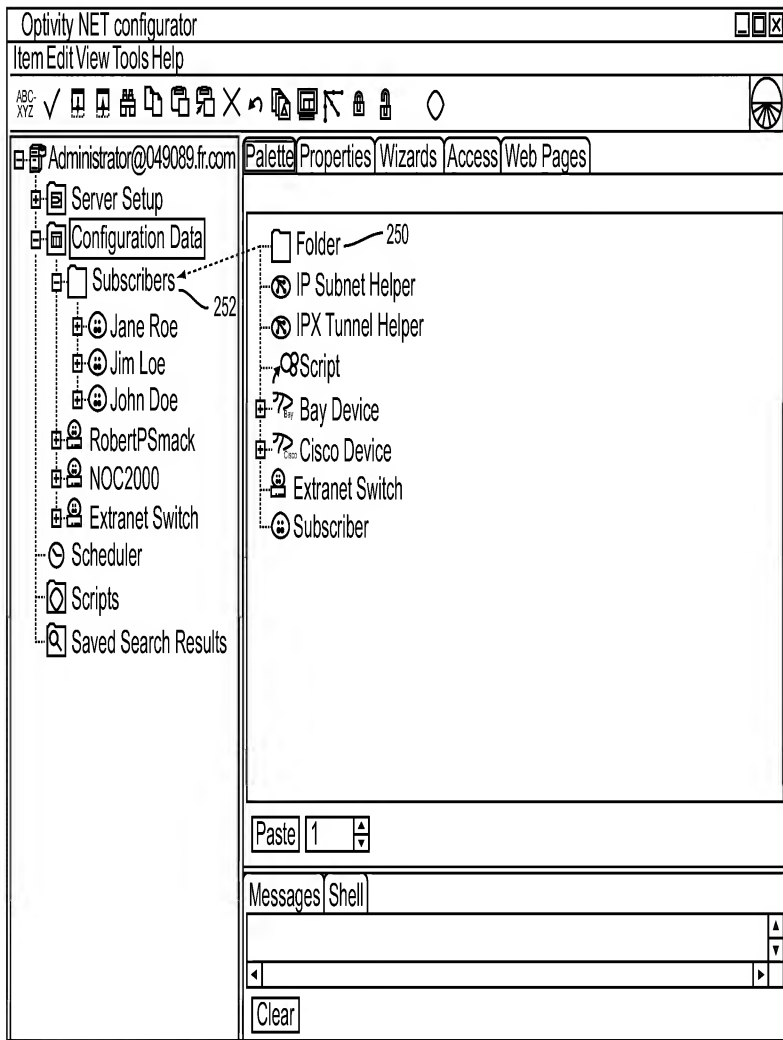 Optivity NET configurator
Item Edit View Tools Help
ABC-
XYZ
Administrator@049089.fr.com
Server Setup
Configuration Data
Subscribers
252
Jane Roe
Jim Loe
John Doe
RobertPSmack
NOC2000
Extranet Switch
Scheduler
Scripts
Saved Search Results
Palette Properties Wizards Access Web Pages
Folder 250
IP Subnet Helper
IPX Tunnel Helper
Script
Bay Bay Device
Cisco Cisco Device
Extranet Switch
Subscriber
Paste 1
Messages Shell
Clear